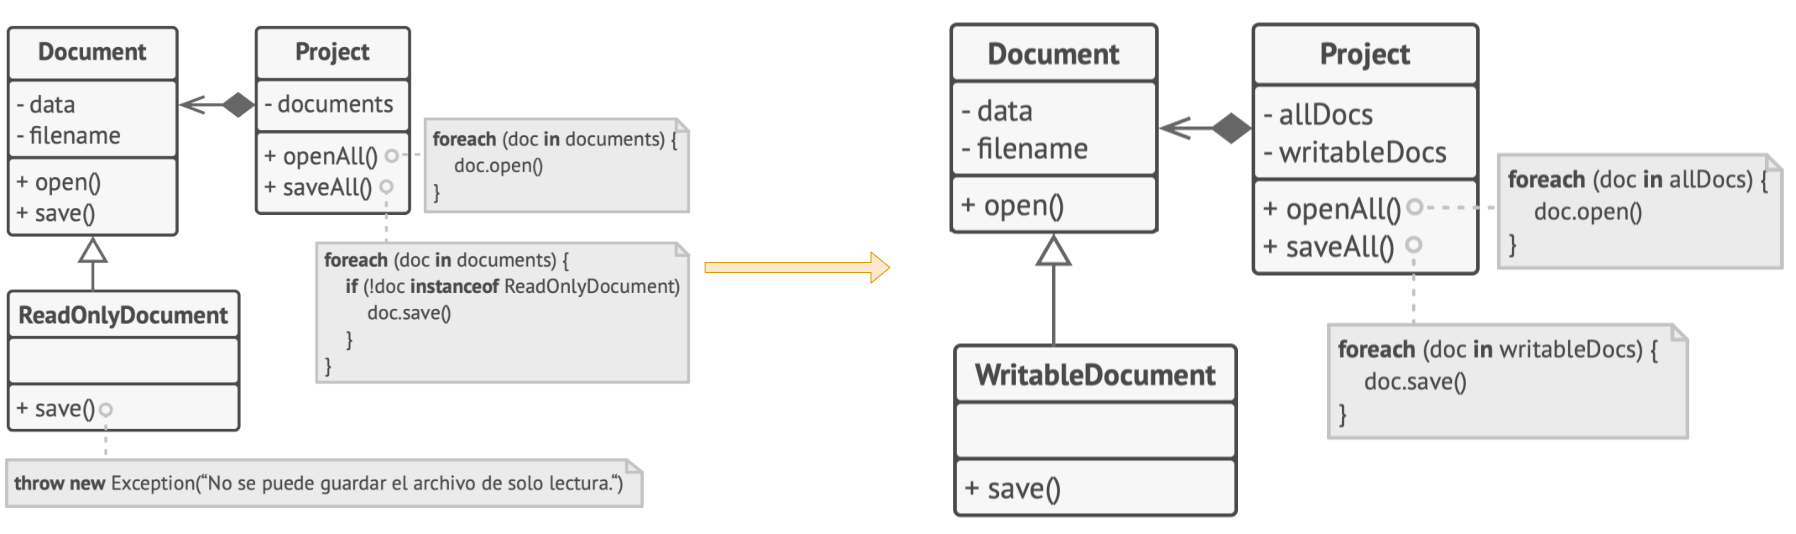 Document
- data
- filename
+ open()
+ save()
Project
- documents
+ openAll()
+ saveAll()
foreach (doc in documents) {
doc.open()
}
foreach (doc in documents) {
if (!doc instanceof ReadOnlyDocument)
doc.save()
}
}
ReadOnlyDocument
+ save()
throw new Exception(“No se puede guardar el archivo de solo lectura.“)
Document
- data
- filename
+ open()
Project
- allDocs
- writableDocs
+ openAll()
+ saveAll()
foreach (doc in allDocs) {
doc.open()
}
foreach (doc in writableDocs) {
doc.save()
}
WritableDocument
+ save()